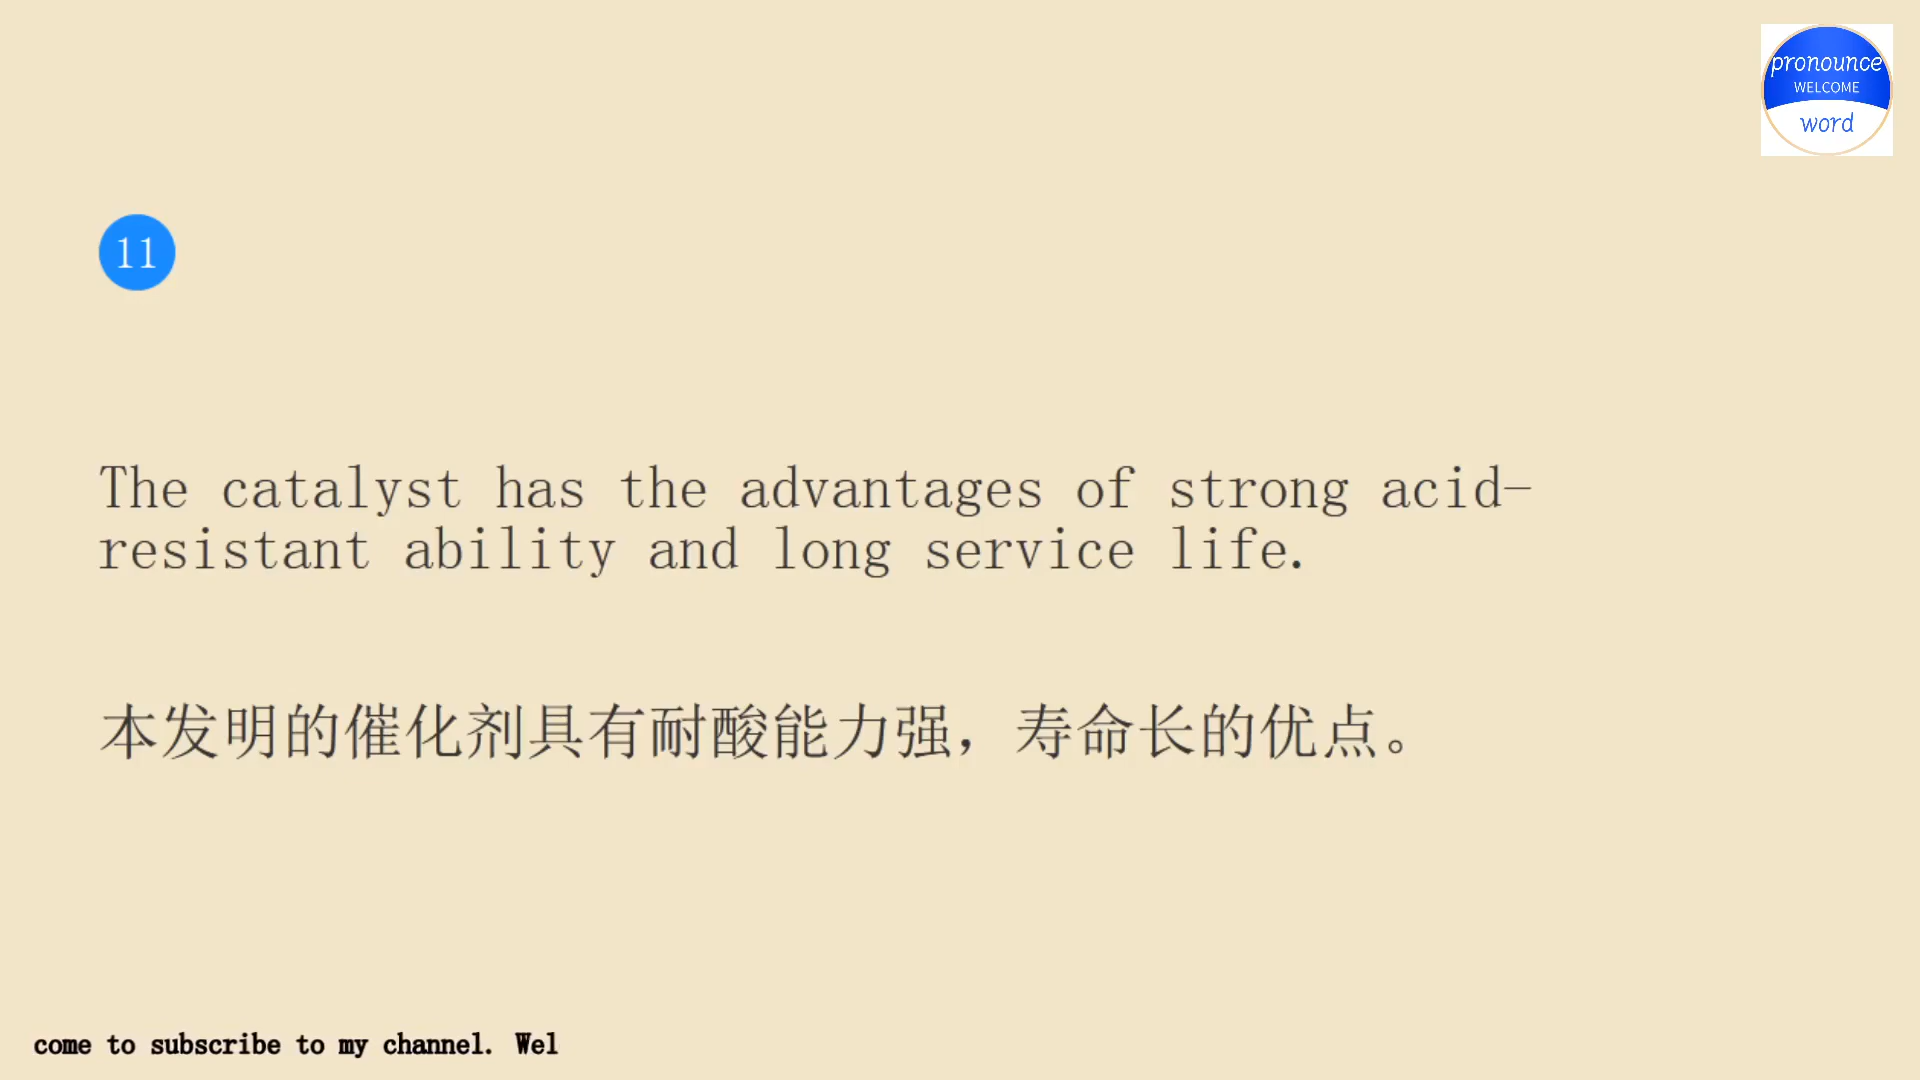 pronounce
WELCOME
word
11
The catalyst has the advantages of strong acid-
resistant ability and long service life.
本发明的催化剂具有耐酸能力强，寿命长的优点。
come to subscribe to my channel. Wel